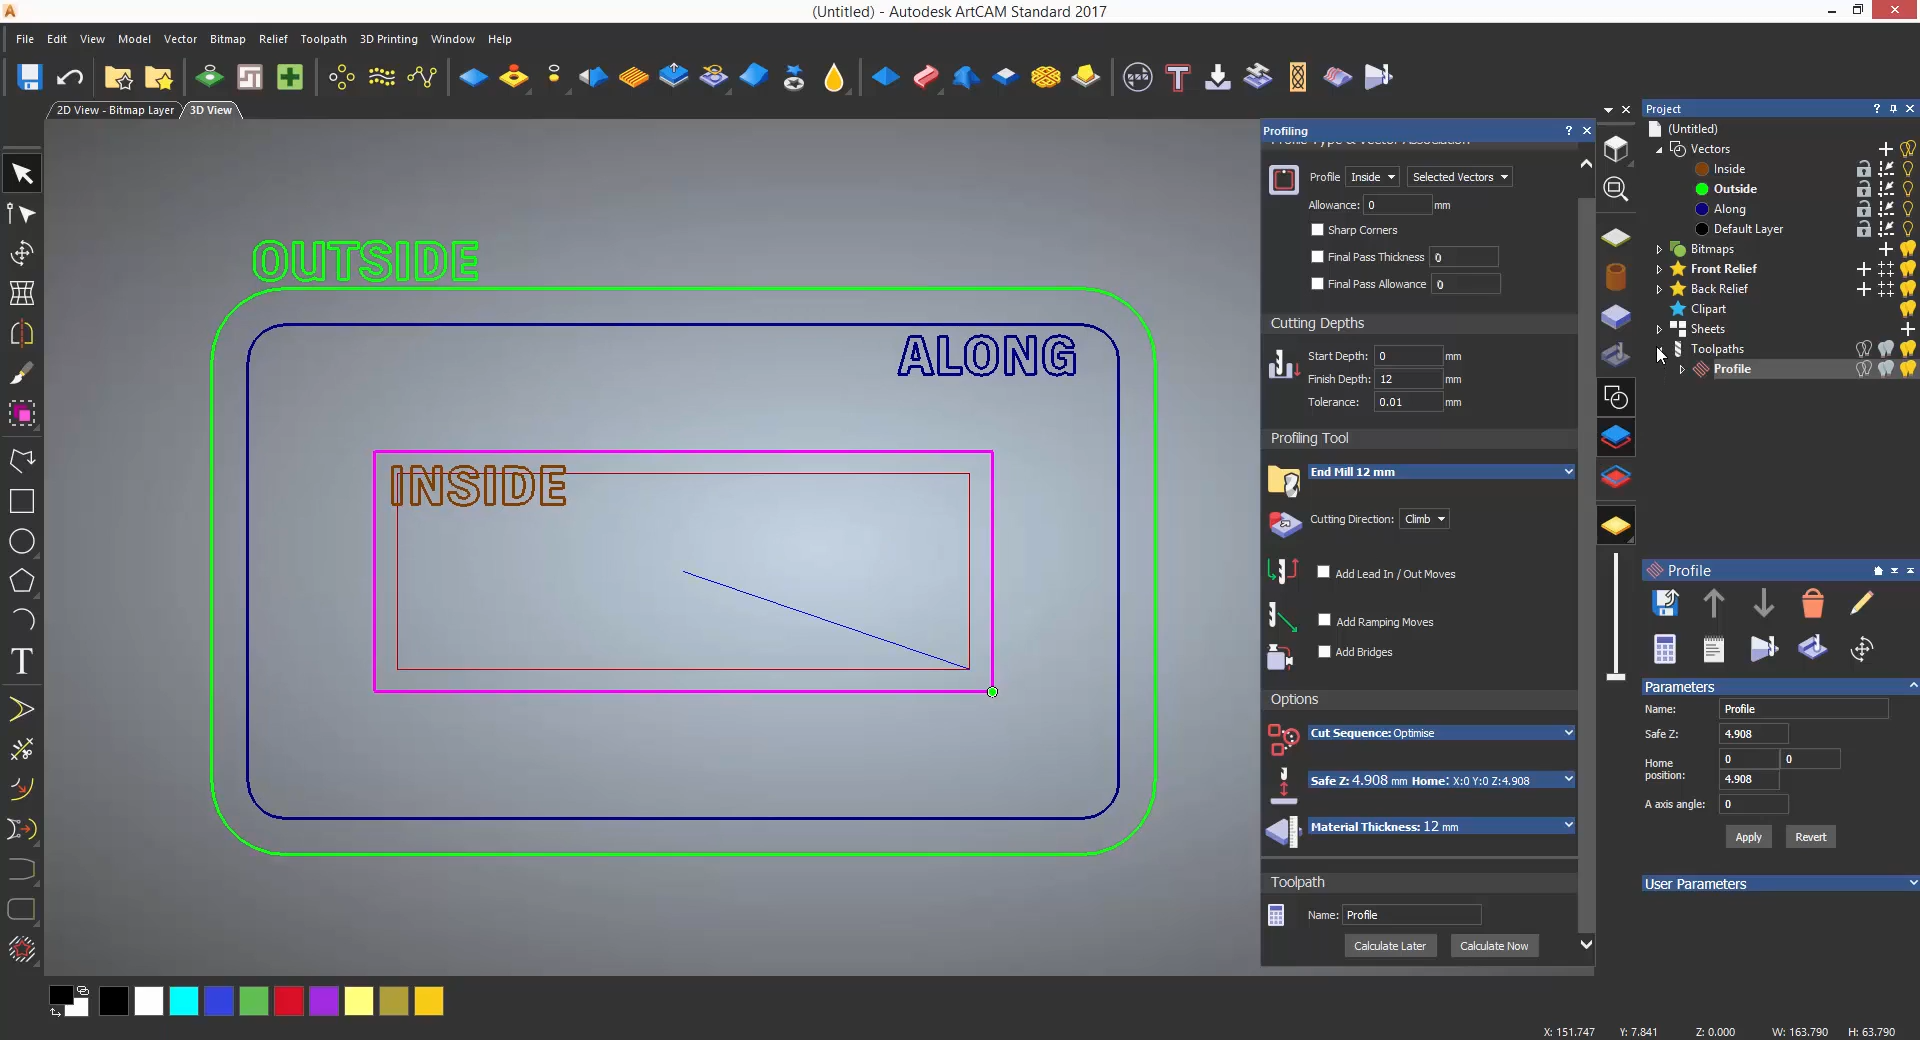 (Untitled) - Autodesk ArtCAM Standard 2017
File Edit View Model Vector Bitmap Relief Toolpath 3D Printing Window Help
2D View - Bitmap Layer 3D View
OUTSIDE
ALONG
INSIDE
Profiling
Profile Type & Vector Association
Profile Inside Selected Vectors
Allowance: 0 mm
Sharp Corners
Final Pass Thickness 0
Final Pass Allowance 0
Cutting Depths
Start Depth: 0 mm
Finish Depth: 12 mm
Tolerance: 0.01 mm
Profiling Tool
End Mill 12 mm
Cutting Direction: Climb
Add Lead In / Out Moves
Add Ramping Moves
Add Bridges
Options
Cut Sequence: Optimise
Safe Z: 4.908 mm Home: X:0 Y:0 Z:4.908
Material Thickness: 12 mm
Toolpath
Name: Profile
Calculate Later Calculate Now
Project
(Untitled)
Vectors
Inside
Outside
Along
Default Layer
Bitmaps
Front Relief
Back Relief
Clipart
Sheets
Toolpaths
Profile
Profile
Parameters
Name: Profile
Safe Z: 4.908
Home position: 0 0
4.908
A axis angle: 0
Apply Revert
User Parameters
X: 151.747 Y: 7.841 Z: 0.000 W: 163.790 H: 63.790